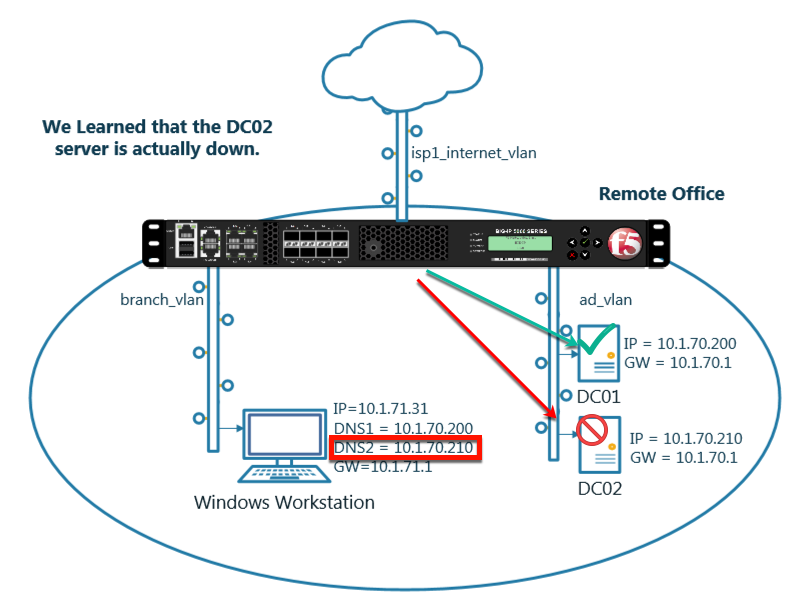 We Learned that the DC02
server is actually down.
isp1_internet_vlan
Remote Office
BIG-IP 5000 SERIES
f5
branch_vlan
ad_vlan
IP = 10.1.70.200
GW = 10.1.70.1
DC01
IP=10.1.71.31
DNS1 = 10.1.70.200
DNS2 = 10.1.70.210
GW=10.1.71.1
IP = 10.1.70.210
GW = 10.1.70.1
DC02
Windows Workstation